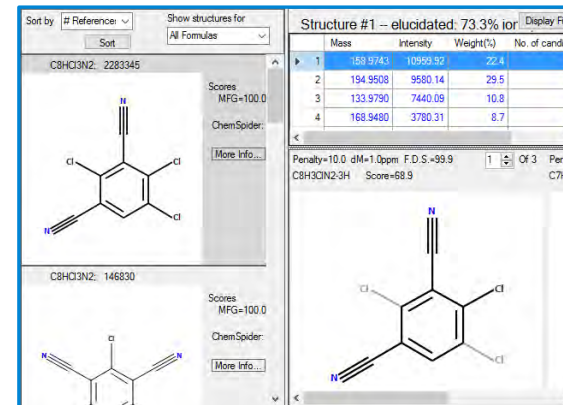 Sort by # Reference:
Show structures for
Sort
All Formulas
C8HCl3N2; 2283345
Scores
MFG=100.0
ChemSpider:
More Info...
N
Cl
Cl
Cl
N
C8HCl3N2; 146830
Scores
MFG=100.0
ChemSpider:
More Info...
Cl
N
N
Structure #1 -- elucidated: 73.3% ior
Display F
Mass Intensity Weight(%) No. of candi
1 158.9743 10959.92 22.4
2 194.9508 9580.14 29.5
3 133.9790 7440.09 10.8
4 168.9480 3780.31 8.7
Penalty=10.0 dM=1.0ppm F.D.S.=99.9 1 Of 3 Per
C8H3ClN2-3H Score=68.9 C7H
N
Cl
Cl
Cl
N